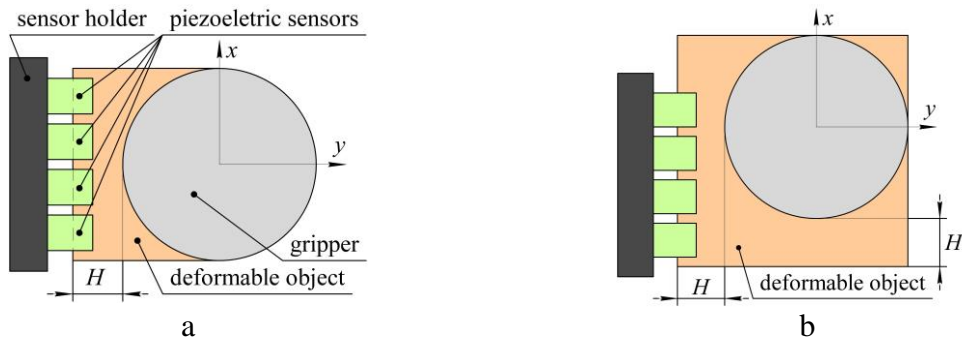 sensor holder
piezoeletric sensors
x
y
gripper
H
deformable object
a
x
y
H
H
deformable object
b